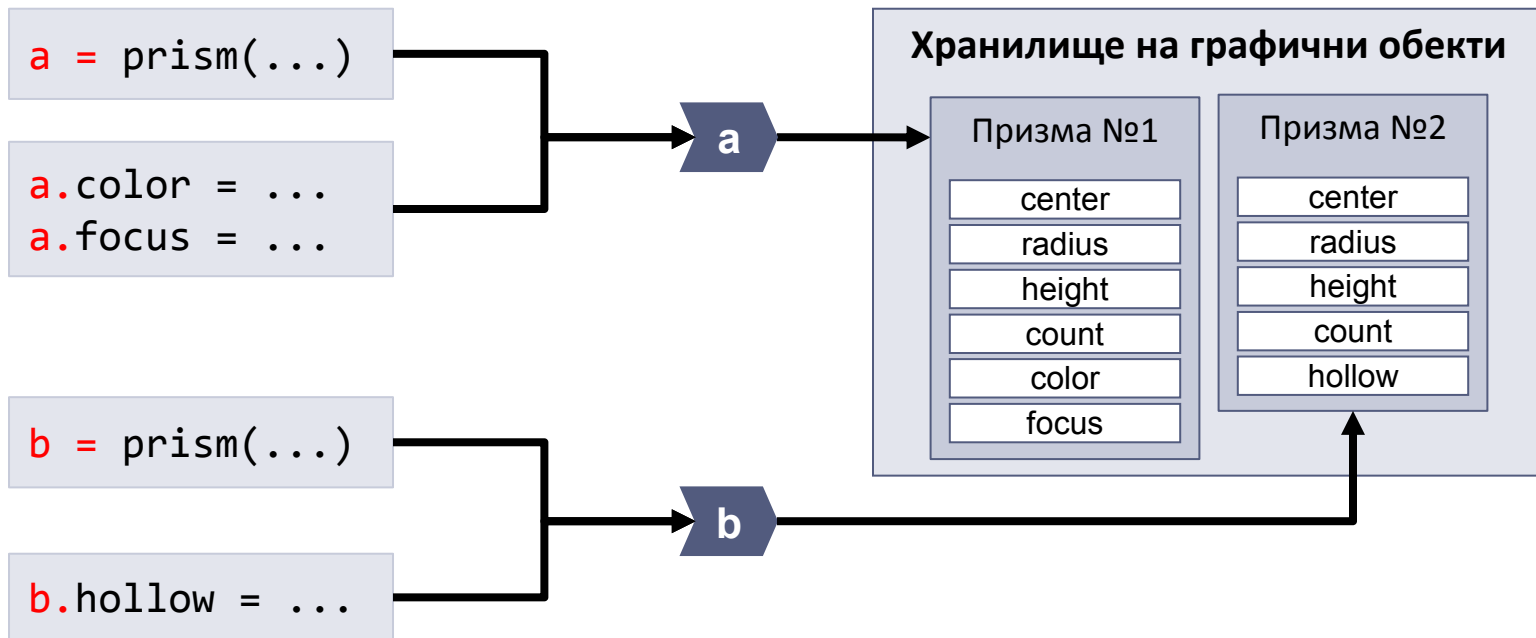 a = prism(...)
a.color = ...
a.focus = ...
a
Хранилище на графични обекти
Призма №1
center
radius
height
count
color
focus
Призма №2
center
radius
height
count
hollow
b = prism(...)
b.hollow = ...
b